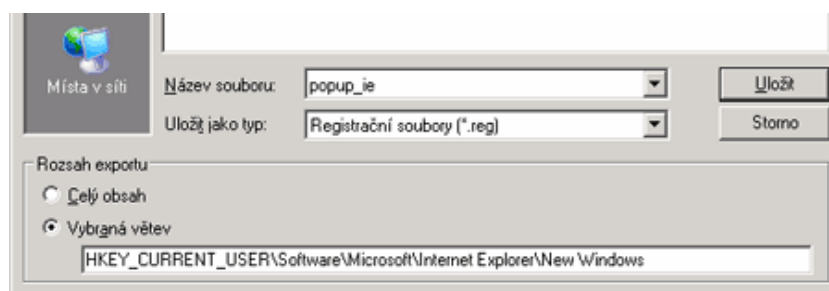 Místa v síti
Název souboru: popup_ie Uložit
Uložit jako typ: Registrační soubory (*.reg) Storno
Rozsah exportu
Celý obsah
Vybraná větev
HKEY_CURRENT_USER\Software\Microsoft\Internet Explorer\New Windows